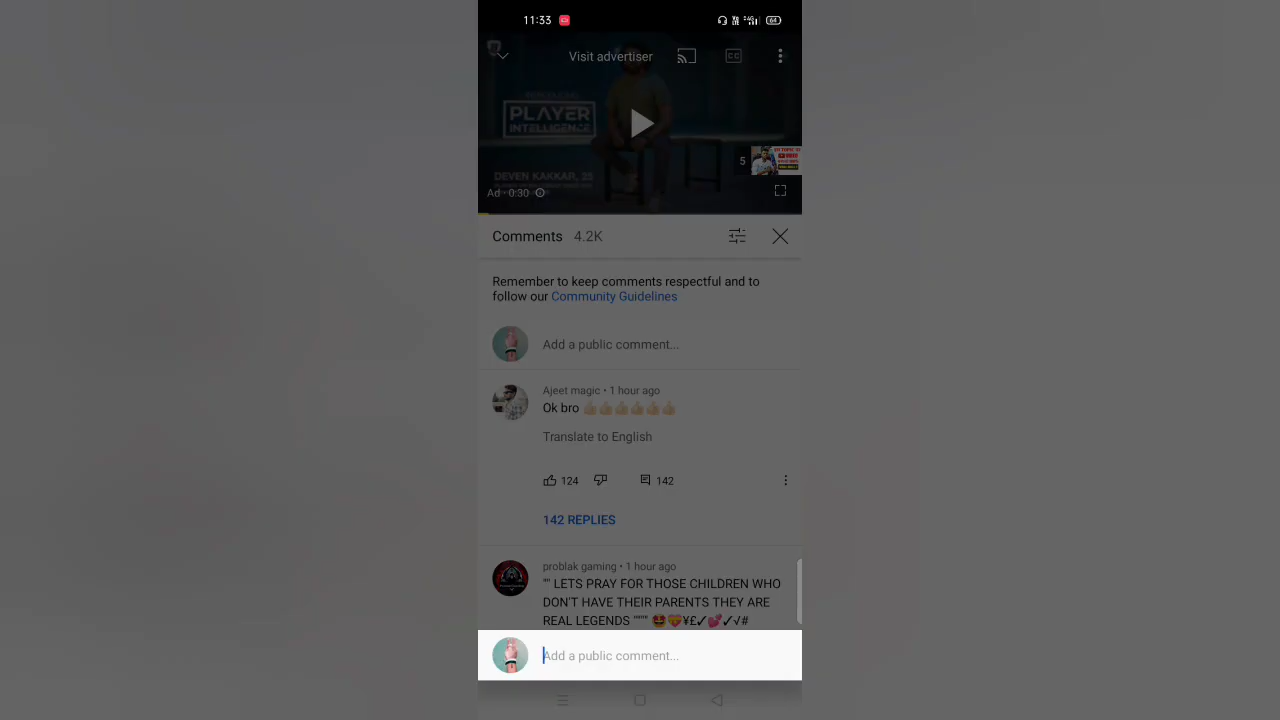 11:33
64
Visit advertiser
CC
PLAYER
INTELLIGENCE
5
DEVEN KAKKAR, 25
Ad · 0:30
Comments 4.2K
Remember to keep comments respectful and to
follow our Community Guidelines
Add a public comment...
Ajeet magic • 1 hour ago
Ok bro 👍🏼👍🏼👍🏼👍🏼👍🏼👍🏼
Translate to English
124
142
142 REPLIES
problak gaming • 1 hour ago
"" LETS PRAY FOR THOSE CHILDREN WHO
DON'T HAVE THEIR PARENTS THEY ARE
REAL LEGENDS """" 🤩💝¥£✓💕✓√#
Add a public comment...